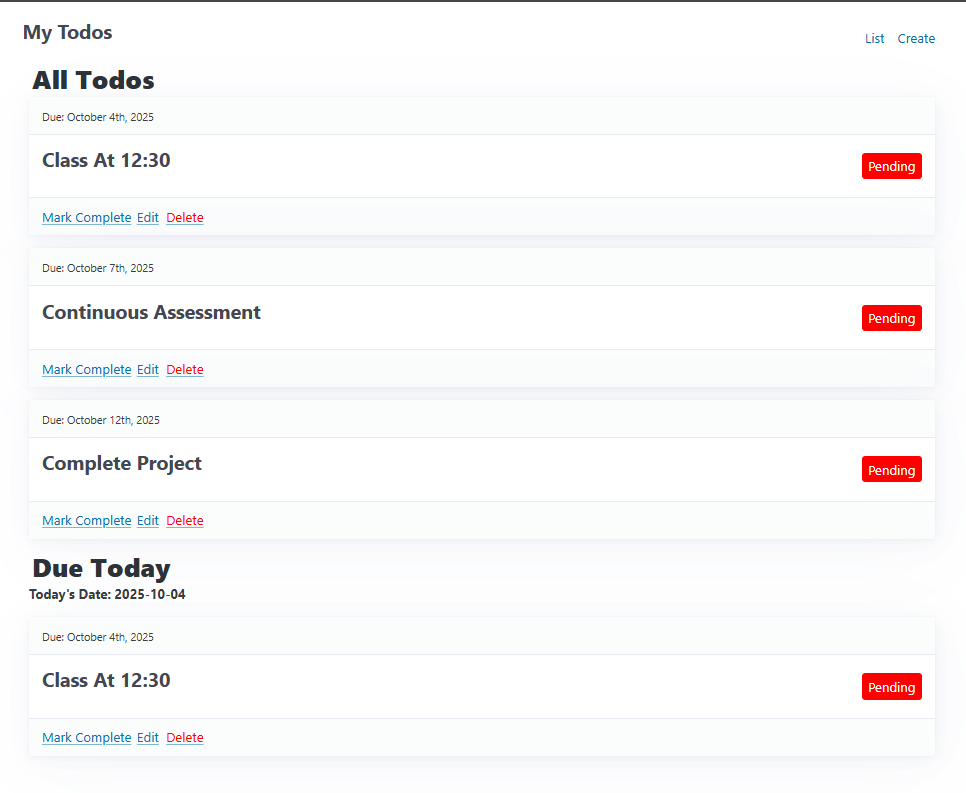 My Todos
List Create
All Todos
Due: October 4th, 2025
Class At 12:30
Pending
Mark Complete Edit Delete
Due: October 7th, 2025
Continuous Assessment
Pending
Mark Complete Edit Delete
Due: October 12th, 2025
Complete Project
Pending
Mark Complete Edit Delete
Due Today
Today's Date: 2025-10-04
Due: October 4th, 2025
Class At 12:30
Pending
Mark Complete Edit Delete